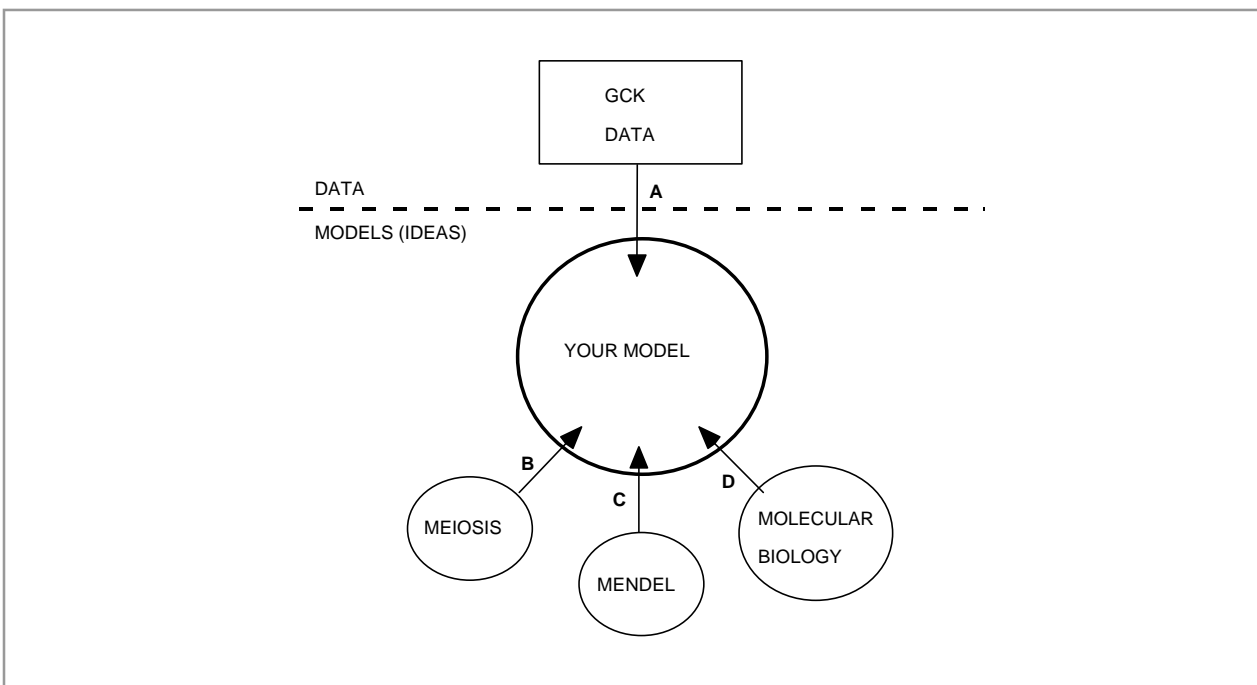 GCK
DATA
DATA
A
MODELS (IDEAS)
YOUR MODEL
B
C
D
MEIOSIS
MENDEL
MOLECULAR
BIOLOGY